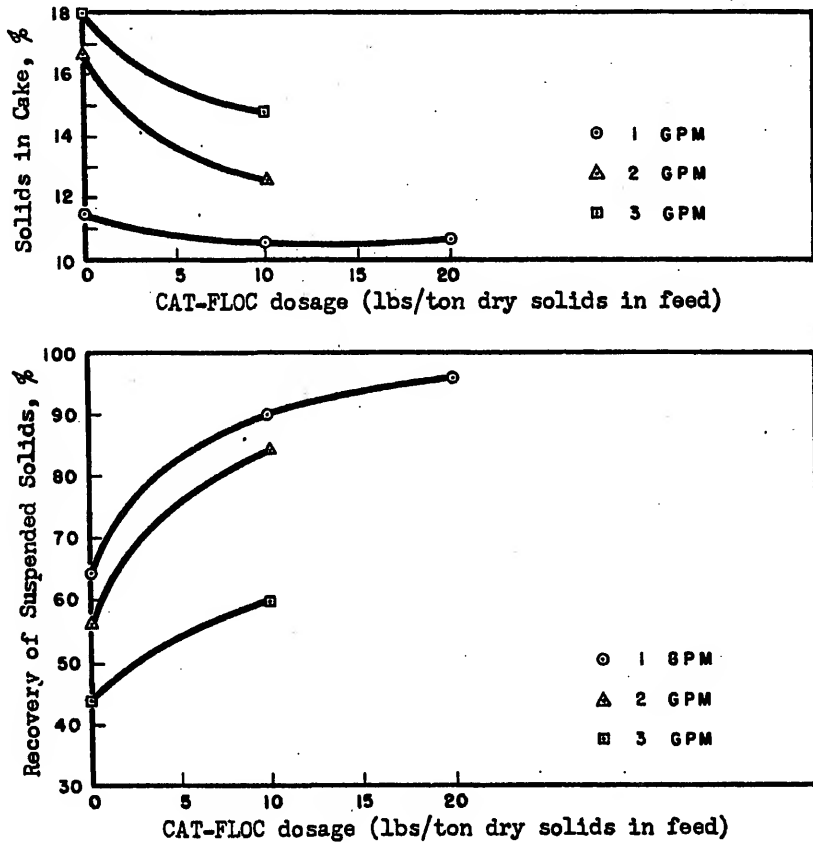 Solids in Cake, %
18
16
14
12
10
0 5 10 15 20
1 GPM
2 GPM
3 GPM
CAT-FLOC dosage (lbs/ton dry solids in feed)
Recovery of Suspended Solids, %
100
90
80
70
60
50
40
30
0 5 10 15 20
1 GPM
2 GPM
3 GPM
CAT-FLOC dosage (lbs/ton dry solids in feed)